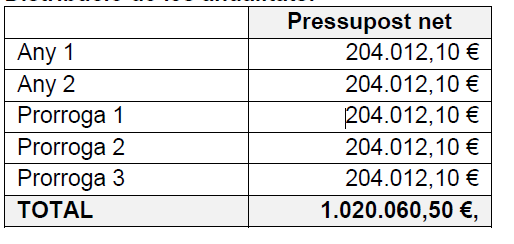 Pressupost net
Any 1 204.012,10 €
Any 2 204.012,10 €
Prorroga 1 204.012,10 €
Prorroga 2 204.012,10 €
Prorroga 3 204.012,10 €
TOTAL 1.020.060,50 €,